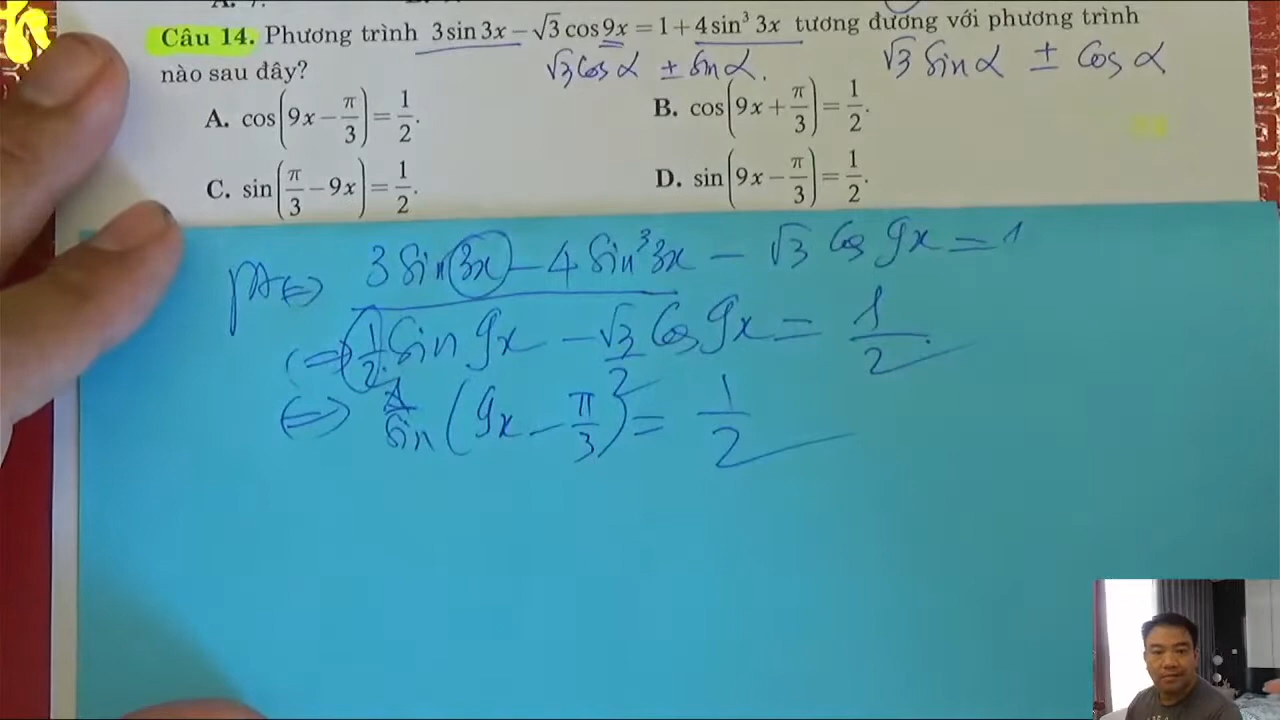 Câu 14. Phương trình 3 sin 3x − √3 cos 9x = 1 + 4 sin³ 3x tương đương với phương trình
nào sau đây?
√3 Cos α ± Sin α.
√3 Sin α ± Cos α
A. cos(9x − π/3) = 1/2.
B. cos(9x + π/3) = 1/2.
C. sin(π/3 − 9x) = 1/2.
D. sin(9x − π/3) = 1/2.
⇔ 3 Sin 3x − 4 Sin³ 3x − √3 Cos 9x = 1
⇔ 1/2 Sin 9x − √3/2 Cos 9x = 1/2
⇔ Sin (9x − π/3) = 1/2